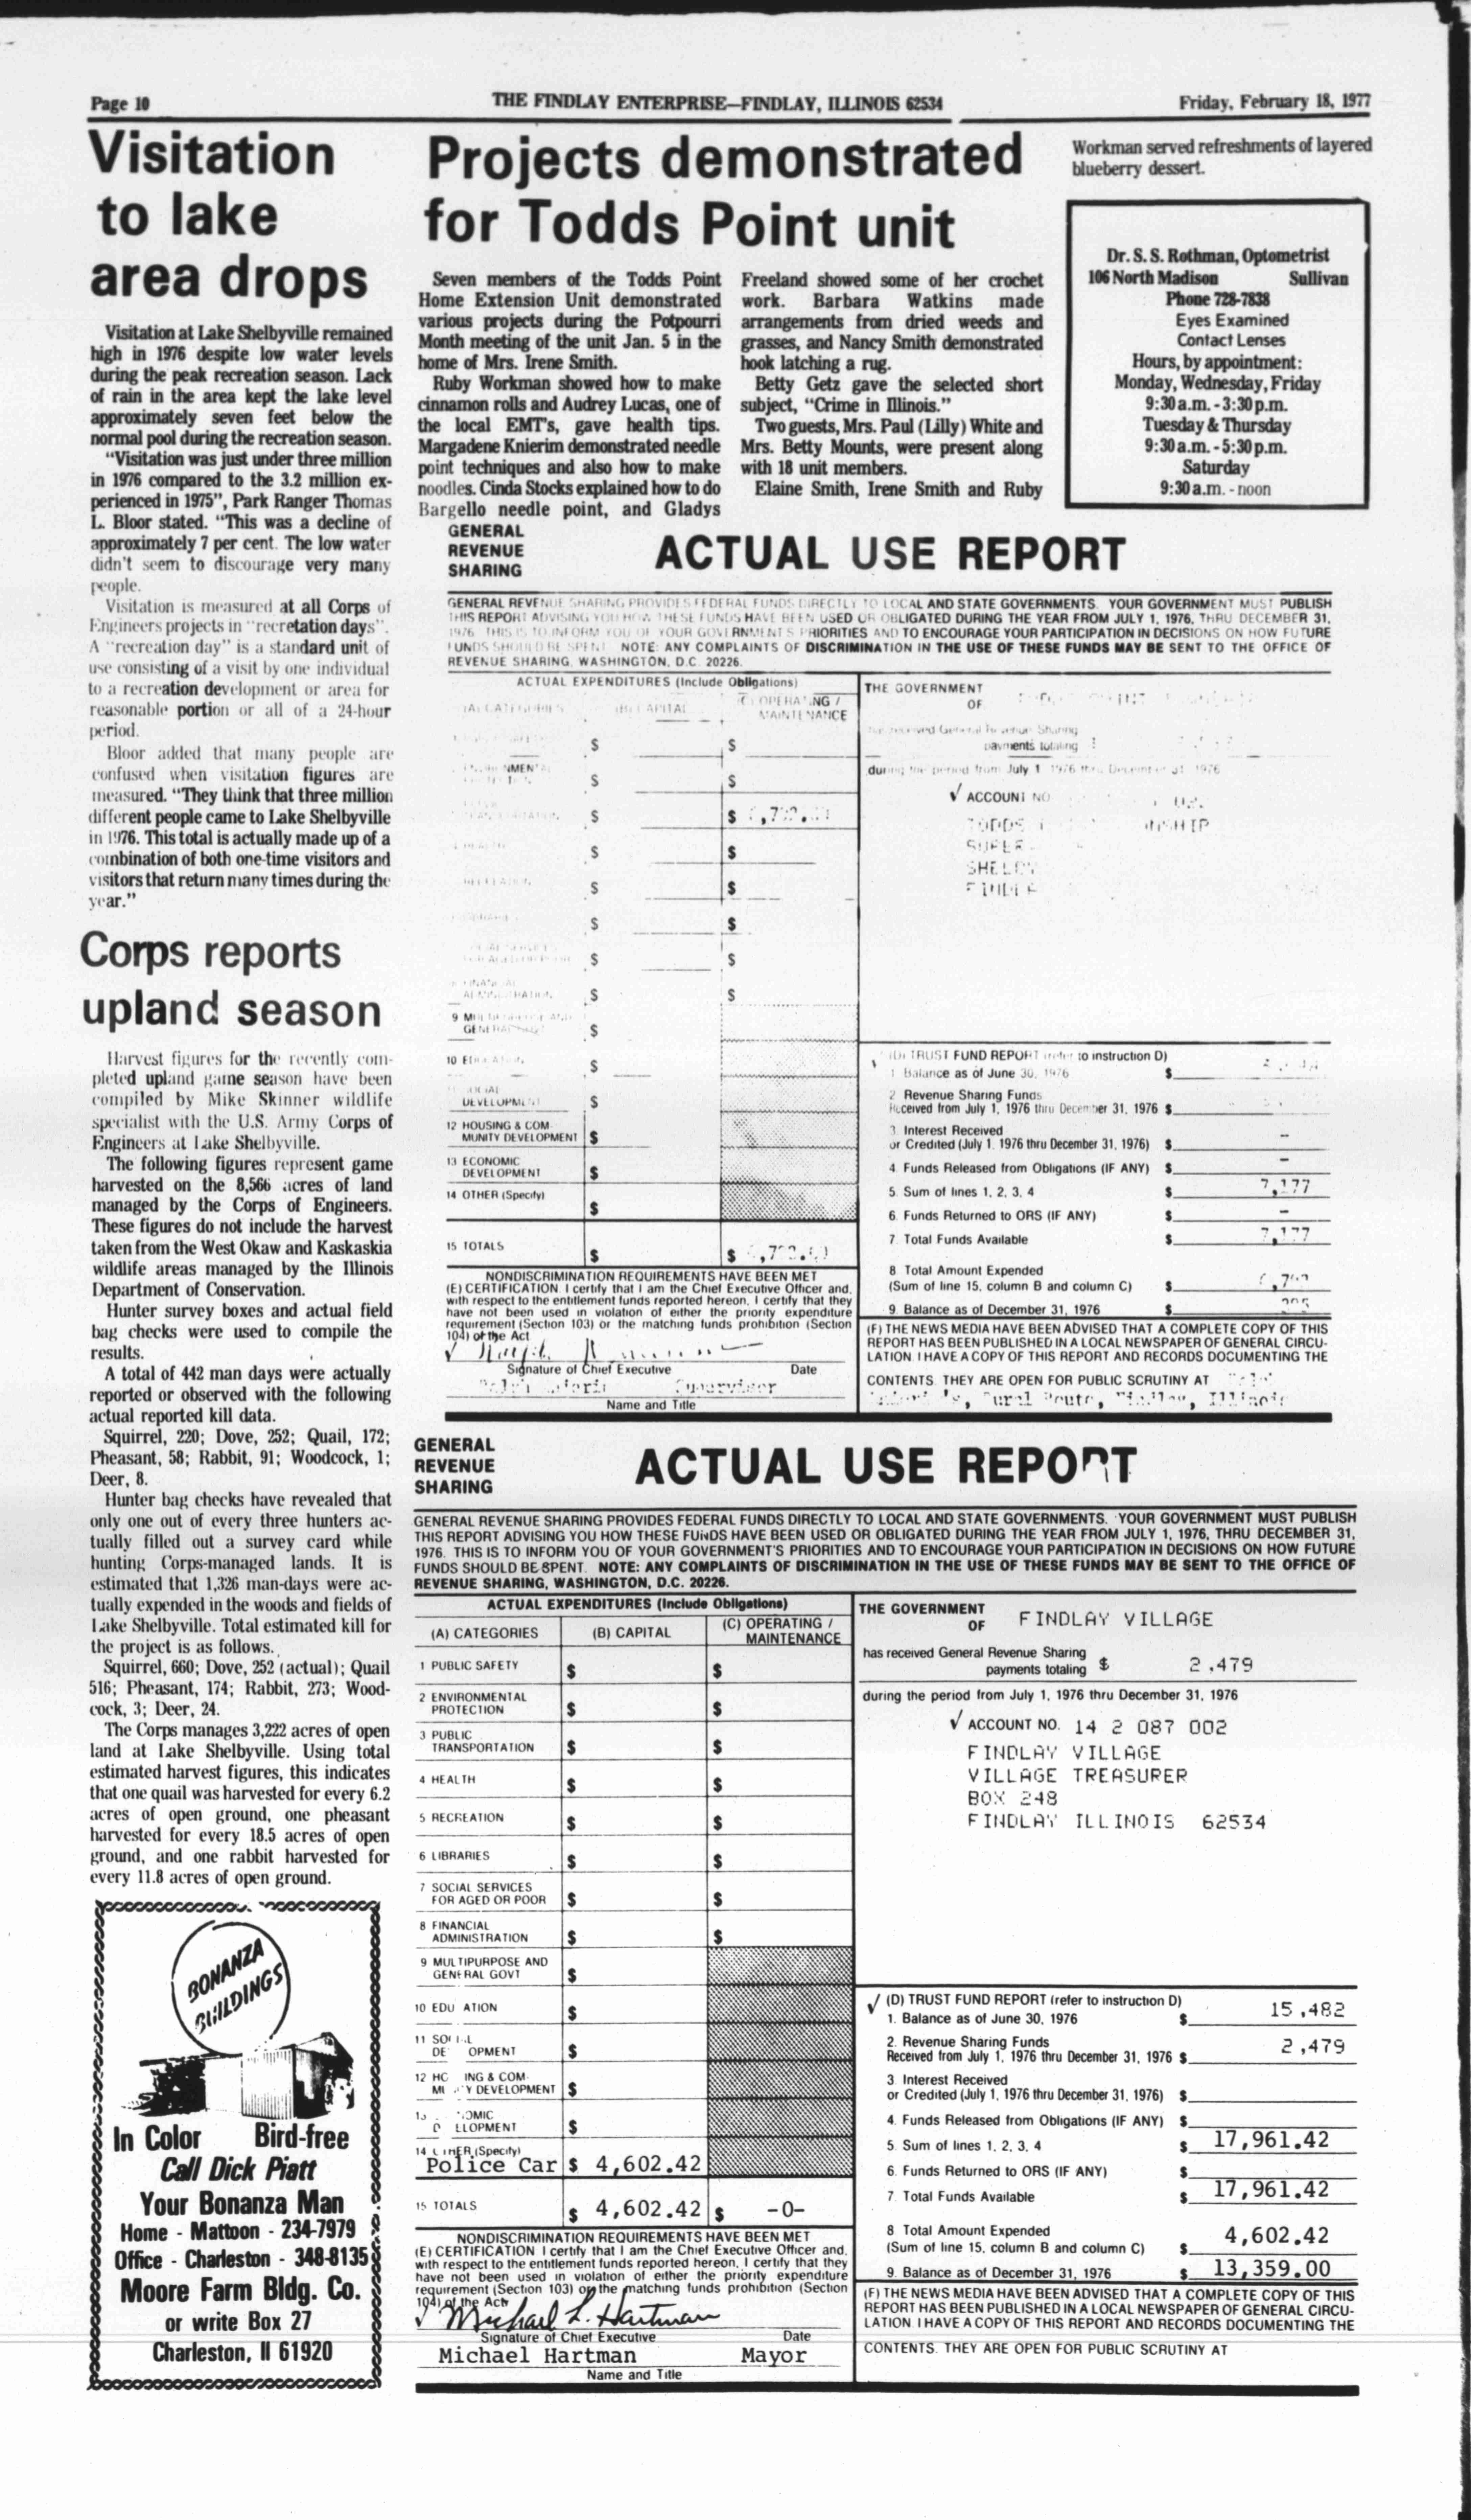 Page 10
THE FINDLAY ENTERPRISE—FINDLAY, ILLINOIS 62534
Friday, February 18, 1977
Visitation
to lake
area drops
Visitation at Lake Shelbyville remained
high in 1976 despite low water levels
during the peak recreation season. Lack
of rain in the area kept the lake level
approximately seven feet below the
normal pool during the recreation season.
"Visitation was just under three million
in 1976 compared to the 3.2 million ex-
perienced in 1975", Park Ranger Thomas
L. Bloor stated. "This was a decline of
approximately 7 per cent. The low water
didn't seem to discourage very many
people.
Visitation is measured at all Corps of
Engineers projects in "recretation days".
A "recreation day" is a standard unit of
use consisting of a visit by one individual
to a recreation development or area for
reasonable portion or all of a 24-hour
period.
Bloor added that many people are
confused when visitation figures are
measured. "They think that three million
different people came to Lake Shelbyville
in 1976. This total is actually made up of a
combination of both one-time visitors and
visitors that return many times during the
year."
Corps reports
upland season
Harvest figures for the recently com-
pleted upland game season have been
compiled by Mike Skinner wildlife
specialist with the U.S. Army Corps of
Engineers at Lake Shelbyville.
The following figures represent game
harvested on the 8,566 acres of land
managed by the Corps of Engineers.
These figures do not include the harvest
taken from the West Okaw and Kaskaskia
wildlife areas managed by the Illinois
Department of Conservation.
Hunter survey boxes and actual field
bag checks were used to compile the
results.
A total of 442 man days were actually
reported or observed with the following
actual reported kill data.
Squirrel, 220; Dove, 252; Quail, 172;
Pheasant, 58; Rabbit, 91; Woodcock, 1;
Deer, 8.
Hunter bag checks have revealed that
only one out of every three hunters ac-
tually filled out a survey card while
hunting Corps-managed lands. It is
estimated that 1,326 man-days were ac-
tually expended in the woods and fields of
Lake Shelbyville. Total estimated kill for
the project is as follows.
Squirrel, 660; Dove, 252 (actual); Quail
516; Pheasant, 174; Rabbit, 273; Wood-
cock, 3; Deer, 24.
The Corps manages 3,222 acres of open
land at Lake Shelbyville. Using total
estimated harvest figures, this indicates
that one quail was harvested for every 6.2
acres of open ground, one pheasant
harvested for every 18.5 acres of open
ground, and one rabbit harvested for
every 11.8 acres of open ground.
BONANZA
BUILDINGS
In Color Bird-free
Call Dick Piatt
Your Bonanza Man
Home - Mattoon - 234-7979
Office - Charleston - 348-8135
Moore Farm Bldg. Co.
or write Box 27
Charleston, Il 61920
Projects demonstrated
for Todds Point unit
Seven members of the Todds Point
Home Extension Unit demonstrated
various projects during the Potpourri
Month meeting of the unit Jan. 5 in the
home of Mrs. Irene Smith.
Ruby Workman showed how to make
cinnamon rolls and Audrey Lucas, one of
the local EMT's, gave health tips.
Margadene Knierim demonstrated needle
point techniques and also how to make
noodles. Cinda Stocks explained how to do
Bargello needle point, and Gladys
Freeland showed some of her crochet
work. Barbara Watkins made
arrangements from dried weeds and
grasses, and Nancy Smith demonstrated
hook latching a rug.
Betty Getz gave the selected short
subject, "Crime in Illinois."
Two guests, Mrs. Paul (Lilly) White and
Mrs. Betty Mounts, were present along
with 18 unit members.
Elaine Smith, Irene Smith and Ruby
Workman served refreshments of layered
blueberry dessert.
Dr. S. S. Rothman, Optometrist
106 North Madison Sullivan
Phone 728-7838
Eyes Examined
Contact Lenses
Hours, by appointment:
Monday, Wednesday, Friday
9:30 a.m. - 3:30 p.m.
Tuesday & Thursday
9:30 a.m. - 5:30 p.m.
Saturday
9:30 a.m. - noon
GENERAL
REVENUE
SHARING
ACTUAL USE REPORT
GENERAL REVENUE SHARING PROVIDES FEDERAL FUNDS DIRECTLY TO LOCAL AND STATE GOVERNMENTS. YOUR GOVERNMENT MUST PUBLISH
THIS REPORT ADVISING YOU HOW THESE FUNDS HAVE BEEN USED OR OBLIGATED DURING THE YEAR FROM JULY 1, 1976, THRU DECEMBER 31,
1976. THIS IS TO INFORM YOU OF YOUR GOVERNMENT'S PRIORITIES AND TO ENCOURAGE YOUR PARTICIPATION IN DECISIONS ON HOW FUTURE
FUNDS SHOULD BE SPENT. NOTE: ANY COMPLAINTS OF DISCRIMINATION IN THE USE OF THESE FUNDS MAY BE SENT TO THE OFFICE OF
REVENUE SHARING, WASHINGTON, D.C. 20226.
ACTUAL EXPENDITURES (Include Obligations)
(A) CATEGORIES (B) CAPITAL (C) OPERATING / MAINTENANCE
$ $
$ $
$ $
$ $
$ $
$ $
$ $
$ $
9 MULTIPURPOSE AND
GENERAL GOVT $
10 EDUCATION $
SOCIAL
DEVELOPMENT $
12 HOUSING & COM-
MUNITY DEVELOPMENT $
13 ECONOMIC
DEVELOPMENT $
14 OTHER (Specify)
$
15 TOTALS $ $
NONDISCRIMINATION REQUIREMENTS HAVE BEEN MET
(E) CERTIFICATION I certify that I am the Chief Executive Officer and,
with respect to the entitlement funds reported hereon, I certify that they
have not been used in violation of either the priority expenditure
requirement (Section 103) or the matching funds prohibition (Section
104) of the Act
Signature of Chief Executive Date
Supervisor
Name and Title
THE GOVERNMENT
OF
has received General Revenue Sharing
payments totaling
during the period from July 1 1976 thru December 31 1976
√ ACCOUNT NO
(D) TRUST FUND REPORT (refer to instruction D)
1 Balance as of June 30, 1976 $
2 Revenue Sharing Funds
Received from July 1, 1976 thru December 31, 1976 $
3 Interest Received
or Credited (July 1, 1976 thru December 31, 1976) $ -
4 Funds Released from Obligations (IF ANY) $ -
5 Sum of lines 1, 2, 3, 4 $ 7,177
6 Funds Returned to ORS (IF ANY) $ -
7 Total Funds Available $ 7,177
8 Total Amount Expended
(Sum of line 15, column B and column C) $
9 Balance as of December 31, 1976 $
(F) THE NEWS MEDIA HAVE BEEN ADVISED THAT A COMPLETE COPY OF THIS
REPORT HAS BEEN PUBLISHED IN A LOCAL NEWSPAPER OF GENERAL CIRCU-
LATION. I HAVE A COPY OF THIS REPORT AND RECORDS DOCUMENTING THE
CONTENTS. THEY ARE OPEN FOR PUBLIC SCRUTINY AT
Rural Route, Findlay, Illinois
GENERAL
REVENUE
SHARING
ACTUAL USE REPORT
GENERAL REVENUE SHARING PROVIDES FEDERAL FUNDS DIRECTLY TO LOCAL AND STATE GOVERNMENTS. YOUR GOVERNMENT MUST PUBLISH
THIS REPORT ADVISING YOU HOW THESE FUNDS HAVE BEEN USED OR OBLIGATED DURING THE YEAR FROM JULY 1, 1976, THRU DECEMBER 31,
1976. THIS IS TO INFORM YOU OF YOUR GOVERNMENT'S PRIORITIES AND TO ENCOURAGE YOUR PARTICIPATION IN DECISIONS ON HOW FUTURE
FUNDS SHOULD BE SPENT. NOTE: ANY COMPLAINTS OF DISCRIMINATION IN THE USE OF THESE FUNDS MAY BE SENT TO THE OFFICE OF
REVENUE SHARING, WASHINGTON, D.C. 20226.
ACTUAL EXPENDITURES (Include Obligations)
(A) CATEGORIES (B) CAPITAL (C) OPERATING / MAINTENANCE
1 PUBLIC SAFETY $ $
2 ENVIRONMENTAL
PROTECTION $ $
3 PUBLIC
TRANSPORTATION $ $
4 HEALTH $ $
5 RECREATION $ $
6 LIBRARIES $ $
7 SOCIAL SERVICES
FOR AGED OR POOR $ $
8 FINANCIAL
ADMINISTRATION $ $
9 MULTIPURPOSE AND
GENERAL GOVT $
10 EDU ATION $
11 SOCIAL
DE OPMENT $
12 HO ING & COM-
MU Y DEVELOPMENT $
13 OMIC
D LOPMENT $
14 OTHER (Specify)
Police Car $ 4,602.42
15 TOTALS $ 4,602.42 $ -0-
NONDISCRIMINATION REQUIREMENTS HAVE BEEN MET
(E) CERTIFICATION I certify that I am the Chief Executive Officer and,
with respect to the entitlement funds reported hereon, I certify that they
have not been used in violation of either the priority expenditure
requirement (Section 103) or the matching funds prohibition (Section
104) of the Act
√ Michael L. Hartman
Signature of Chief Executive Date
Michael Hartman Mayor
Name and Title
THE GOVERNMENT
OF FINDLAY VILLAGE
has received General Revenue Sharing
payments totaling $ 2,479
during the period from July 1, 1976 thru December 31, 1976
√ ACCOUNT NO. 14 2 087 002
FINDLAY VILLAGE
VILLAGE TREASURER
BOX 248
FINDLAY ILLINOIS 62534
√ (D) TRUST FUND REPORT (refer to instruction D)
1. Balance as of June 30, 1976 $ 15,482
2. Revenue Sharing Funds
Received from July 1, 1976 thru December 31, 1976 $ 2,479
3 Interest Received
or Credited (July 1, 1976 thru December 31, 1976) $
4. Funds Released from Obligations (IF ANY) $
5. Sum of lines 1, 2, 3, 4 $ 17,961.42
6. Funds Returned to ORS (IF ANY) $
7. Total Funds Available $ 17,961.42
8 Total Amount Expended
(Sum of line 15, column B and column C) $ 4,602.42
9. Balance as of December 31, 1976 $ 13,359.00
(F) THE NEWS MEDIA HAVE BEEN ADVISED THAT A COMPLETE COPY OF THIS
REPORT HAS BEEN PUBLISHED IN A LOCAL NEWSPAPER OF GENERAL CIRCU-
LATION. I HAVE A COPY OF THIS REPORT AND RECORDS DOCUMENTING THE
CONTENTS. THEY ARE OPEN FOR PUBLIC SCRUTINY AT